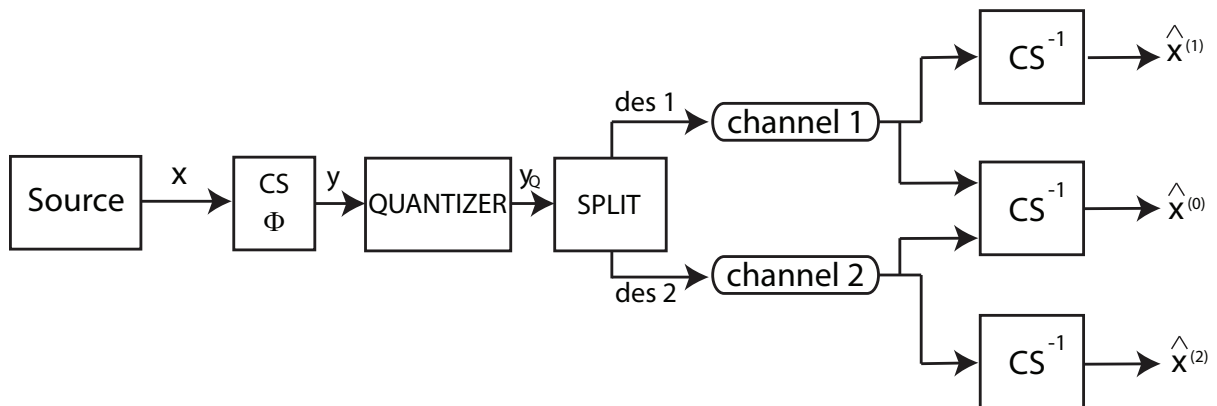 Source
x
CS
Φ
y
QUANTIZER
yQ
SPLIT
des 1
channel 1
des 2
channel 2
CS⁻¹
x̂⁽¹⁾
CS⁻¹
x̂⁽⁰⁾
CS⁻¹
x̂⁽²⁾